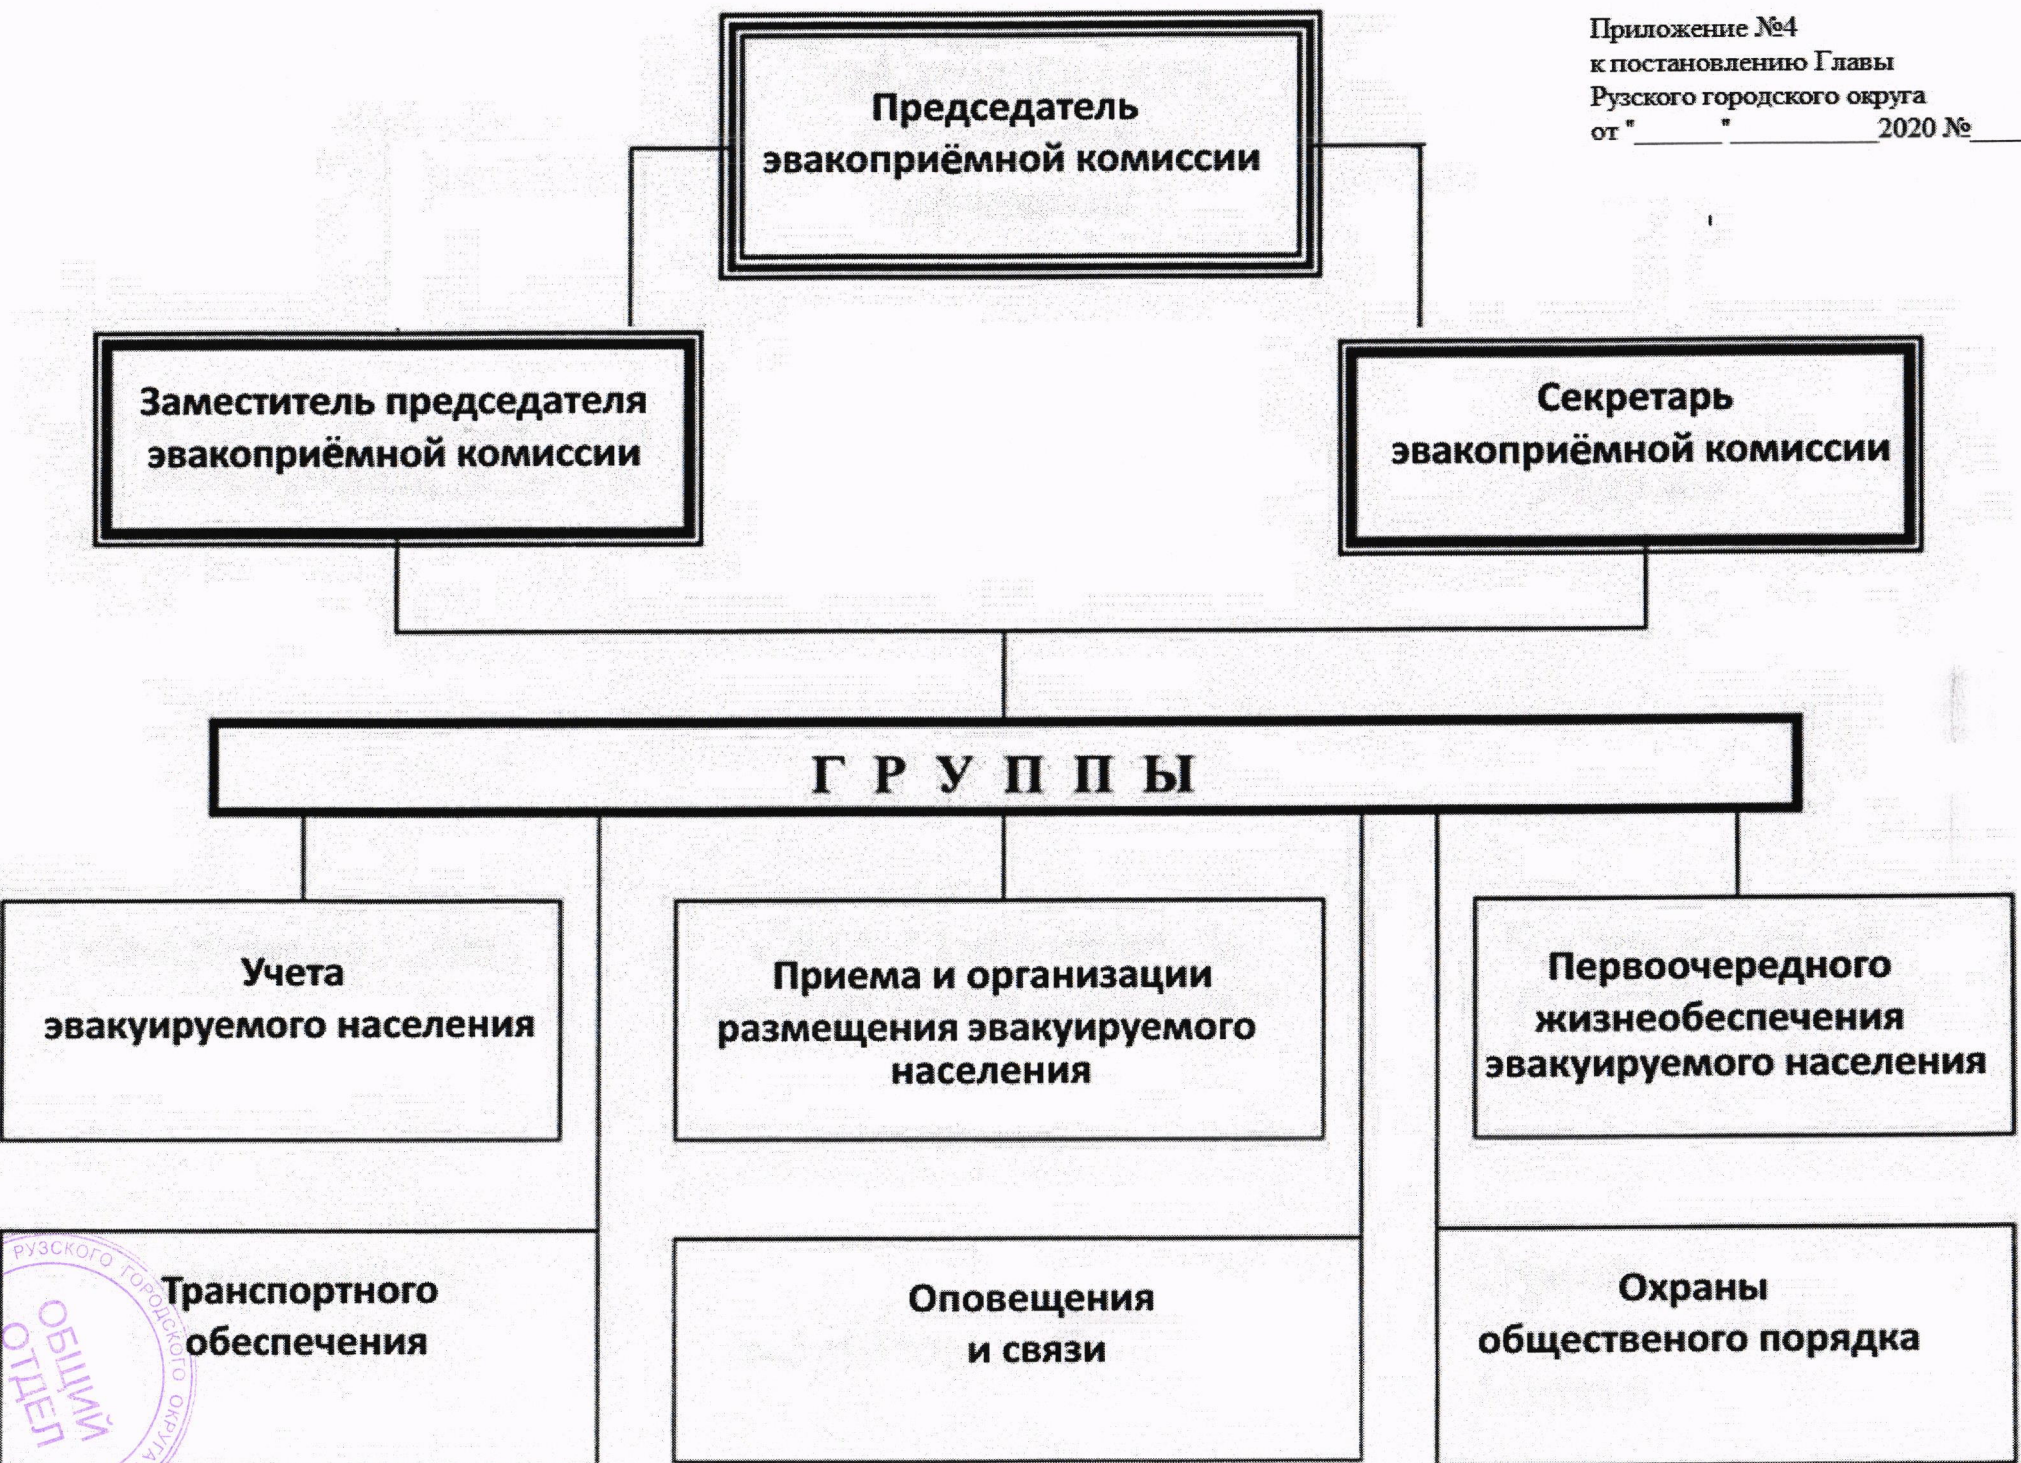 Приложение №4
к постановлению Главы
Рузского городского округа
от "______" __________2020 №____
Председатель
эвакоприёмной комиссии
Заместитель председателя
эвакоприёмной комиссии
Секретарь
эвакоприёмной комиссии
Г Р У П П Ы
Учета
эвакуируемого населения
Приема и организации
размещения эвакуируемого
населения
Первоочередного
жизнеобеспечения
эвакуируемого населения
Транспортного
обеспечения
Оповещения
и связи
Охраны
общественого порядка
РУЗСКОГО ГОРОДСКОГО ОКРУГА
ОБЩИЙ
ОТДЕЛ